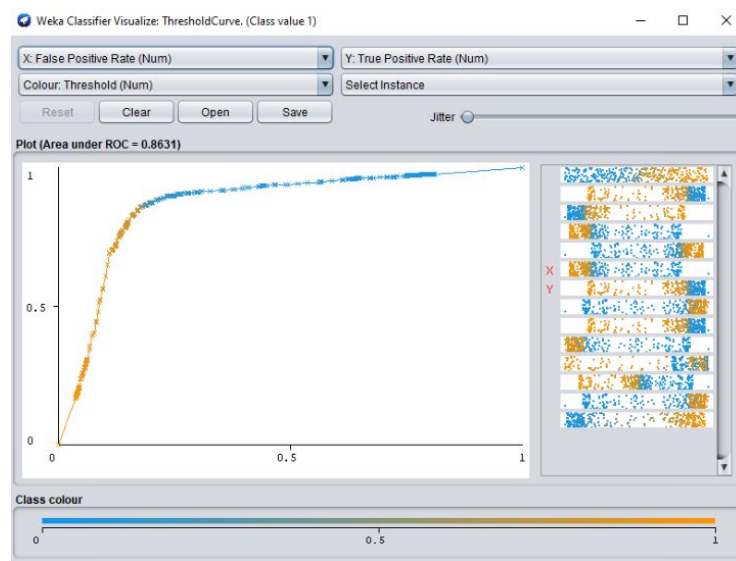 Weka Classifier Visualize: ThresholdCurve. (Class value 1)
X: False Positive Rate (Num) Y: True Positive Rate (Num)
Colour: Threshold (Num) Select Instance
Reset Clear Open Save Jitter
Plot (Area under ROC = 0.8631)
1
0.5
0
0 0.5 1
X
Y
Class colour
0 0.5 1